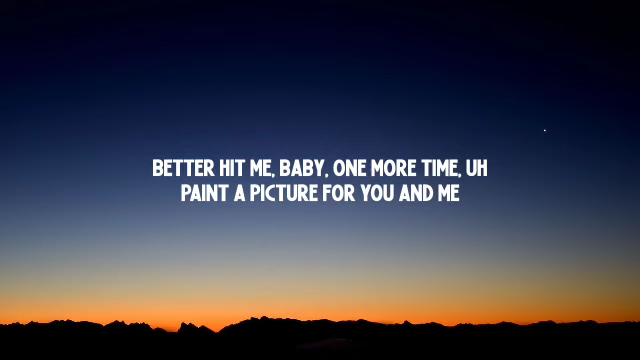 BETTER HIT ME, BABY, ONE MORE TIME, UH
PAINT A PICTURE FOR YOU AND ME